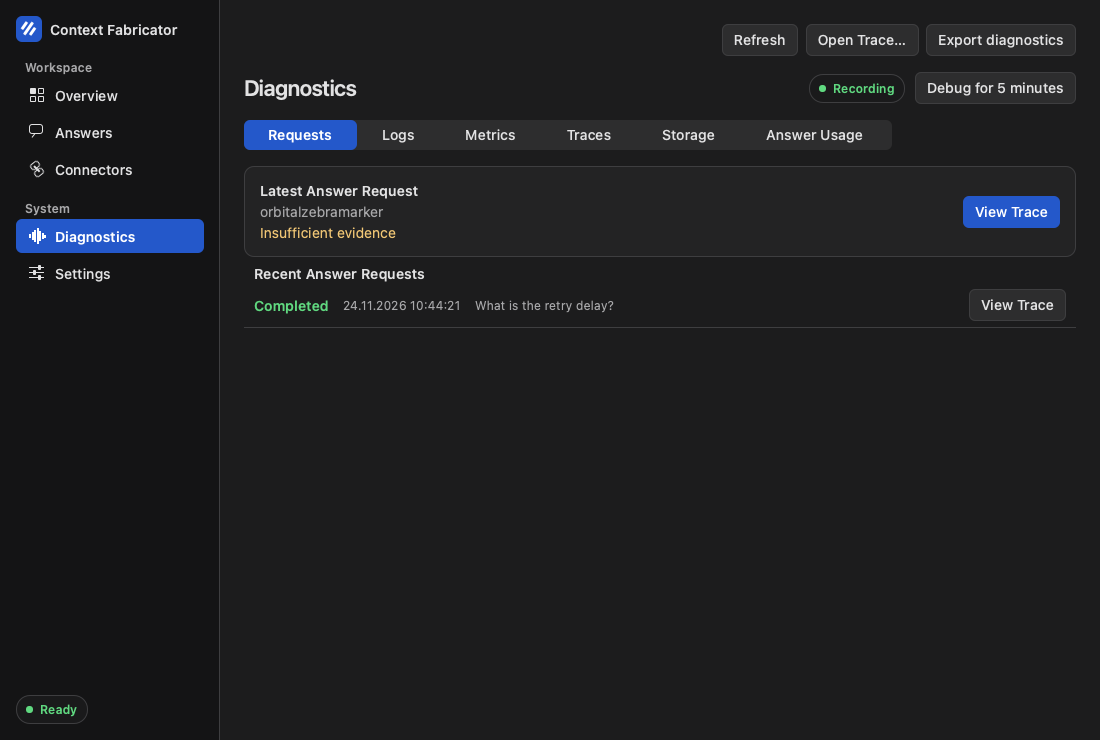 Context Fabricator
Workspace
Overview
Answers
Connectors
System
Diagnostics
Settings
Ready
Refresh
Open Trace...
Export diagnostics
Diagnostics
Recording
Debug for 5 minutes
Requests
Logs
Metrics
Traces
Storage
Answer Usage
Latest Answer Request
orbitalzebramarker
Insufficient evidence
View Trace
Recent Answer Requests
Completed 24.11.2026 10:44:21 What is the retry delay?
View Trace